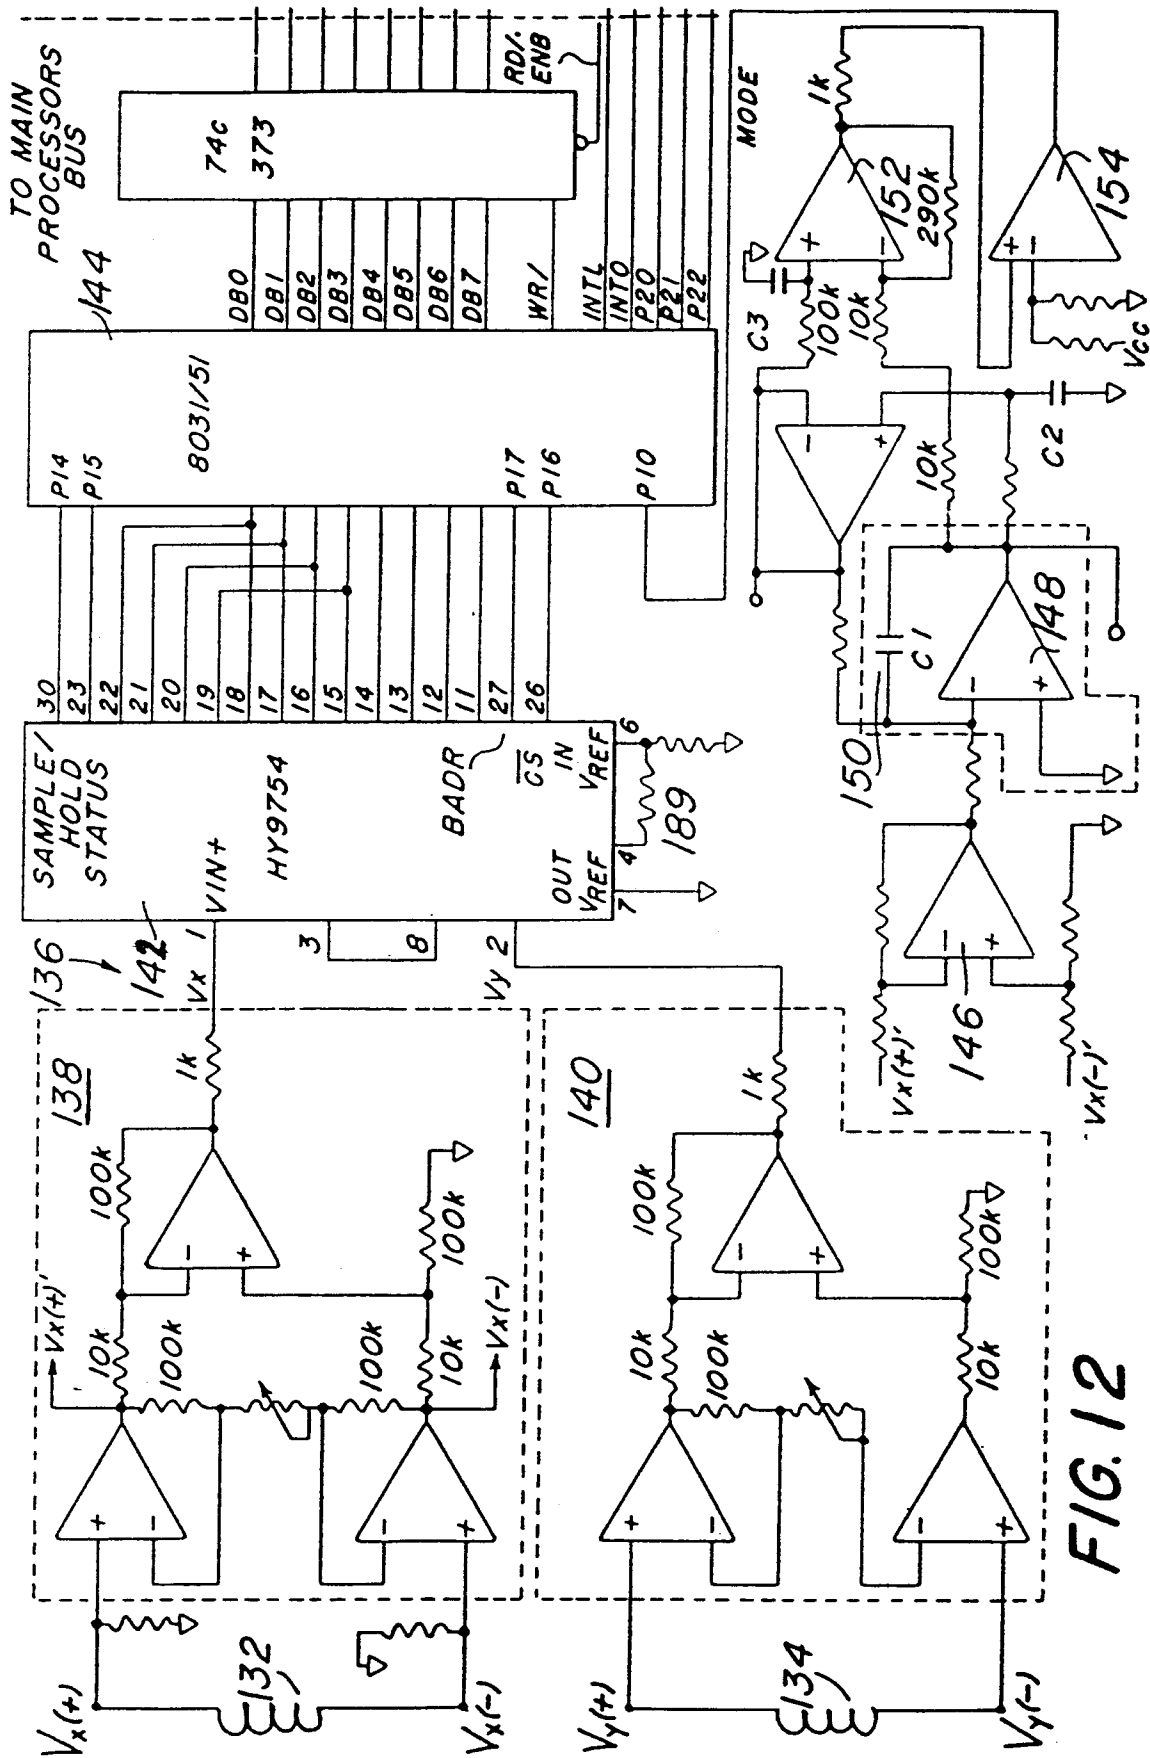 TO MAIN
PROCESSORS
BUS
144
74C
373
RD/.
ENB
DB0
DB1
DB2
DB3
DB4
DB5
DB6
DB7
WR/
INTL
INT0
P20
P21
P22
P14
P15
8031/51
P17
P16
P10
30
23
22
21
20
19
18
17
16
15
14
13
12
11
27
26
SAMPLE/
HOLD
STATUS
VIN+
HY9754
BADR
CS
IN
VREF
6
OUT
VREF
7
4
189
136
142
Vx
1
3
8
Vy
2
138
1k
100k
100k
Vx(+)'
10k
100k
100k
10k
Vx(-)'
Vx(+)
132
Vx(-)
140
1k
100k
100k
10k
100k
10k
Vy(+)
134
Vy(-)
MODE
1k
152
290k
C3
100k
10k
154
Vcc
10k
C2
C1
148
150
146
Vx(+)'
Vx(-)'
+
-
FIG. 12